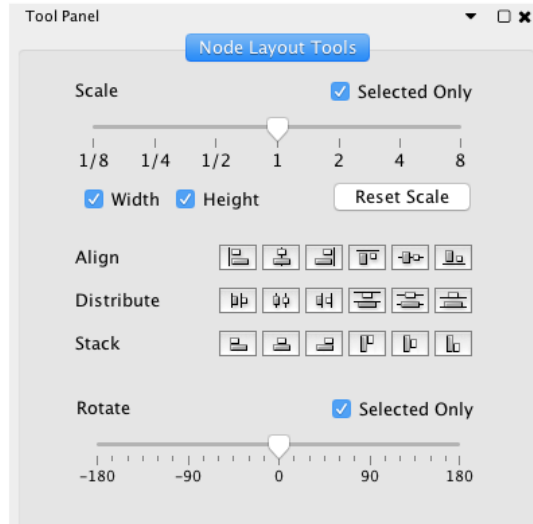 Tool Panel
Node Layout Tools
Scale Selected Only
1/8 1/4 1/2 1 2 4 8
Width Height Reset Scale
Align
Distribute
Stack
Rotate Selected Only
-180 -90 0 90 180